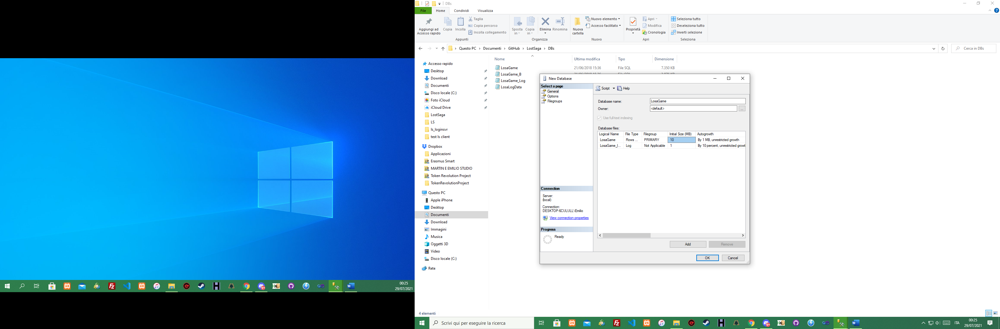 00:25
29/07/2021
DBs
File Home Condividi Visualizza
Aggiungi ad Accesso rapido
Copia
Incolla
Taglia
Copia percorso
Incolla collegamento
Appunti
Sposta in
Copia in
Elimina
Rinomina
Organizza
Nuova cartella
Nuovo elemento
Accesso facilitato
Nuovo
Proprietà
Apri
Modifica
Cronologia
Apri
Seleziona tutto
Deseleziona tutto
Inverti selezione
Seleziona
Questo PC > Documenti > GitHub > LostSaga > DBs
Cerca in DBs
Accesso rapido
Desktop
Download
Documenti
Disco locale (C:)
Foto iCloud
iCloud Drive
LostSaga
LS
ls_loginsvr
test ls client
Dropbox
Applicazioni
Erasmus Smart
MARTIN E EMILIO STUDIO
Token Revolution Project
TokenRevolutionProject
Questo PC
Apple iPhone
Desktop
Documenti
Download
Immagini
Musica
Oggetti 3D
Video
Disco locale (C:)
Rete
Nome Ultima modifica Tipo Dimensione
LosaGame 21/06/2018 15:36 File SQL 7.350 KB
LosaGame_B
LosaGame_Log
LosaLogData
New Database
Select a page
General
Options
Filegroups
Script Help
Database name: LosaGame
Owner: <default> ...
Use full-text indexing
Database files:
Logical Name File Type Filegroup Initial Size (MB) Autogrowth
LosaGame Rows ... PRIMARY 10 By 1 MB, unrestricted growth
LosaGame_l... Log Not Applicable 1 By 10 percent, unrestricted growt
Connection
Server:
(local)
Connection:
DESKTOP-6CULULL\Emilio
View connection properties
Progress
Ready
Add Remove
OK Cancel
4 elementi
Scrivi qui per eseguire la ricerca
ITA
00:25
29/07/2021